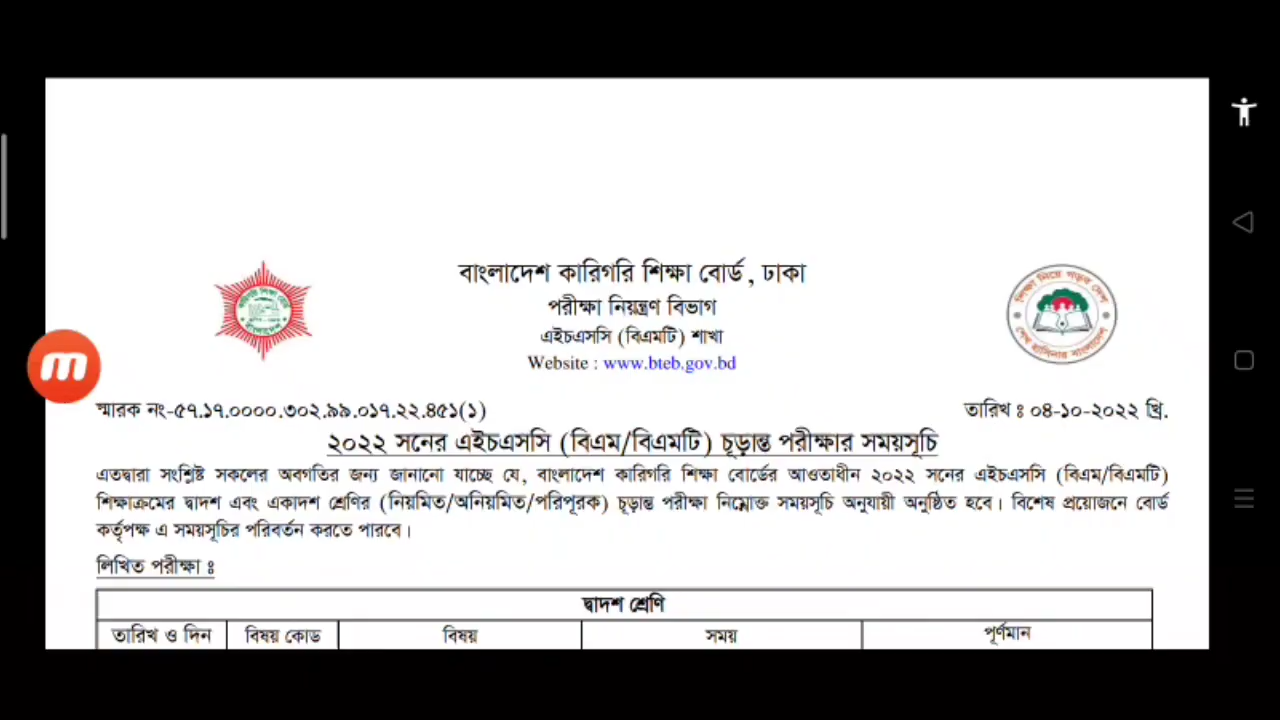 বাংলাদেশ কারিগরি শিক্ষা বোর্ড, ঢাকা
পরীক্ষা নিয়ন্ত্রণ বিভাগ
এইচএসসি (বিএমটি) শাখা
Website : www.bteb.gov.bd
শিক্ষা নিয়ে গড়ব দেশ
শেখ হাসিনার বাংলাদেশ
স্মারক নং-৫৭.১৭.০০০০.৩০২.৯৯.০১৭.২২.৪৫১(১) তারিখ ঃ ০৪-১০-২০২২ খ্রি.
২০২২ সনের এইচএসসি (বিএম/বিএমটি) চূড়ান্ত পরীক্ষার সময়সূচি
এতদ্বারা সংশ্লিষ্ট সকলের অবগতির জন্য জানানো যাচ্ছে যে, বাংলাদেশ কারিগরি শিক্ষা বোর্ডের আওতাধীন ২০২২ সনের এইচএসসি (বিএম/বিএমটি)
শিক্ষাক্রমের দ্বাদশ এবং একাদশ শ্রেণির (নিয়মিত/অনিয়মিত/পরিপূরক) চূড়ান্ত পরীক্ষা নিম্নোক্ত সময়সূচি অনুযায়ী অনুষ্ঠিত হবে। বিশেষ প্রয়োজনে বোর্ড
কর্তৃপক্ষ এ সময়সূচির পরিবর্তন করতে পারবে।
লিখিত পরীক্ষা ঃ
দ্বাদশ শ্রেণি
তারিখ ও দিন বিষয় কোড বিষয় সময় পূর্ণমান